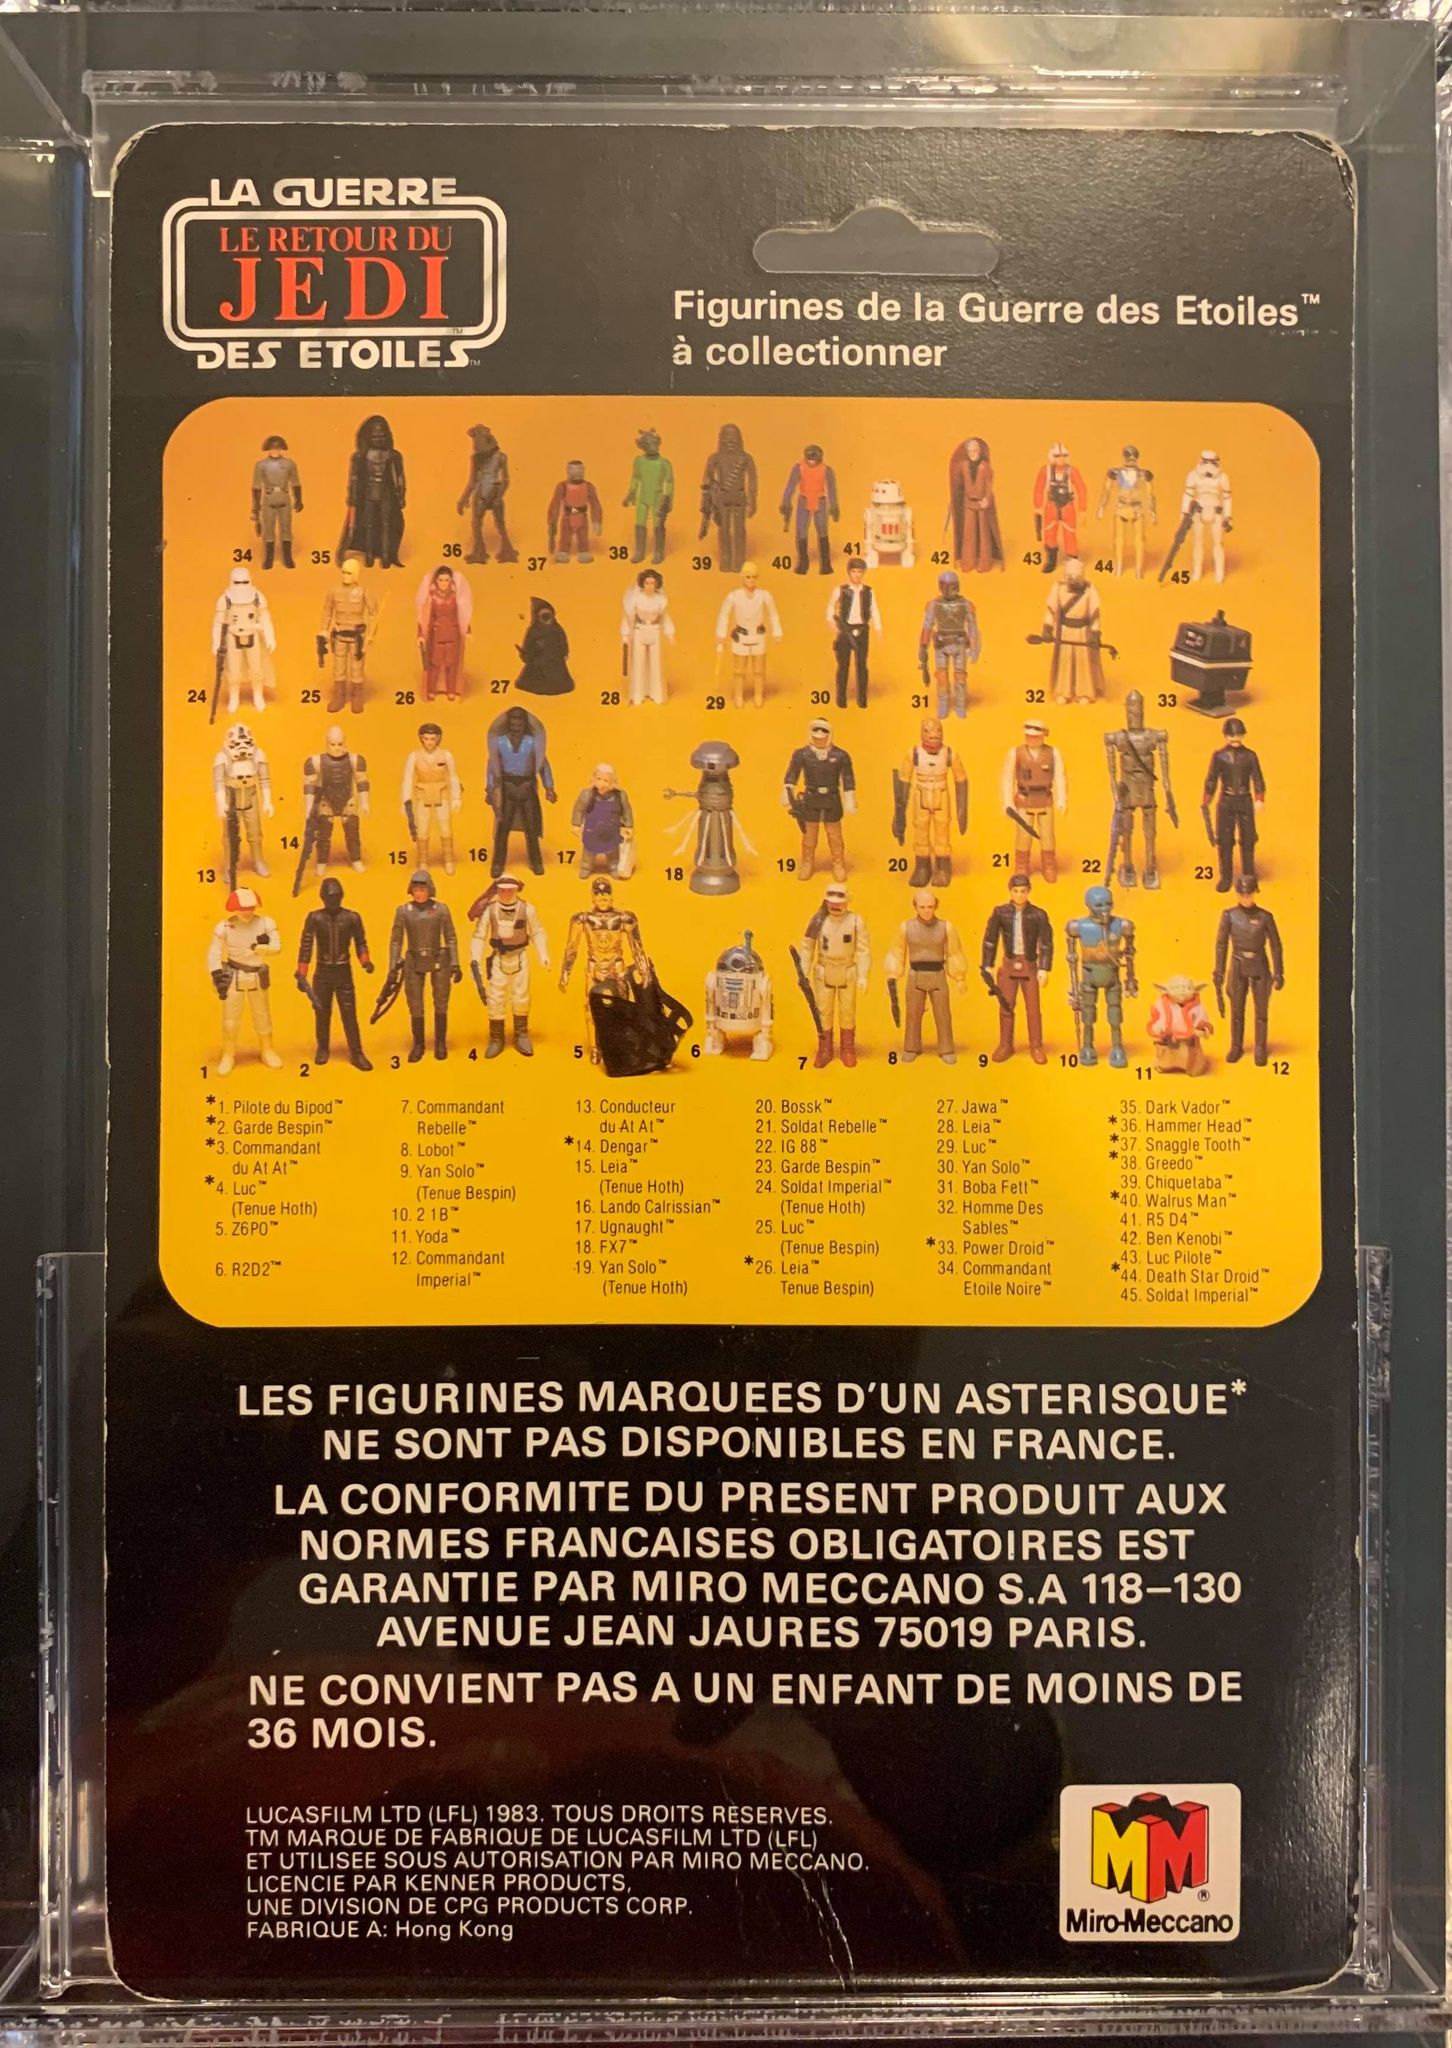 LA GUERRE
LE RETOUR DU
JEDI™
DES ETOILES™
Figurines de la Guerre des Etoiles™
à collectionner
34 35 36 37 38 39 40 41 42 43 44 45
24 25 26 27 28 29 30 31 32 33
13 14 15 16 17 18 19 20 21 22 23
1 2 3 4 5 6 7 8 9 10 11 12
*1. Pilote du Bipod™
*2. Garde Bespin™
*3. Commandant
du At At™
*4. Luc™
(Tenue Hoth)
5. Z6PO™
6. R2D2™
7. Commandant
Rebelle™
8. Lobot™
9. Yan Solo™
(Tenue Bespin)
10. 2 1B™
11. Yoda™
12. Commandant
Imperial™
13. Conducteur
du At At™
*14. Dengar™
15. Leia™
(Tenue Hoth)
16. Lando Calrissian™
17. Ugnaught™
18. FX7™
19. Yan Solo™
(Tenue Hoth)
20. Bossk™
21. Soldat Rebelle™
22. IG 88™
23. Garde Bespin™
24. Soldat Imperial™
(Tenue Hoth)
25. Luc™
(Tenue Bespin)
*26. Leia™
Tenue Bespin)
27. Jawa™
28. Leia™
29. Luc™
30. Yan Solo™
31. Boba Fett™
32. Homme Des
Sables™
*33. Power Droid™
34. Commandant
Etoile Noire™
35. Dark Vador™
*36. Hammer Head™
*37. Snaggle Tooth™
*38. Greedo™
39. Chiquetaba™
*40. Walrus Man™
41. R5 D4™
42. Ben Kenobi™
43. Luc Pilote™
*44. Death Star Droid™
45. Soldat Imperial™
LES FIGURINES MARQUEES D'UN ASTERISQUE*
NE SONT PAS DISPONIBLES EN FRANCE.
LA CONFORMITE DU PRESENT PRODUIT AUX
NORMES FRANCAISES OBLIGATOIRES EST
GARANTIE PAR MIRO MECCANO S.A 118–130
AVENUE JEAN JAURES 75019 PARIS.
NE CONVIENT PAS A UN ENFANT DE MOINS DE
36 MOIS.
LUCASFILM LTD (LFL) 1983. TOUS DROITS RESERVES.
TM MARQUE DE FABRIQUE DE LUCASFILM LTD (LFL)
ET UTILISEE SOUS AUTORISATION PAR MIRO MECCANO.
LICENCIE PAR KENNER PRODUCTS,
UNE DIVISION DE CPG PRODUCTS CORP.
FABRIQUE A: Hong Kong
MM®
Miro-Meccano